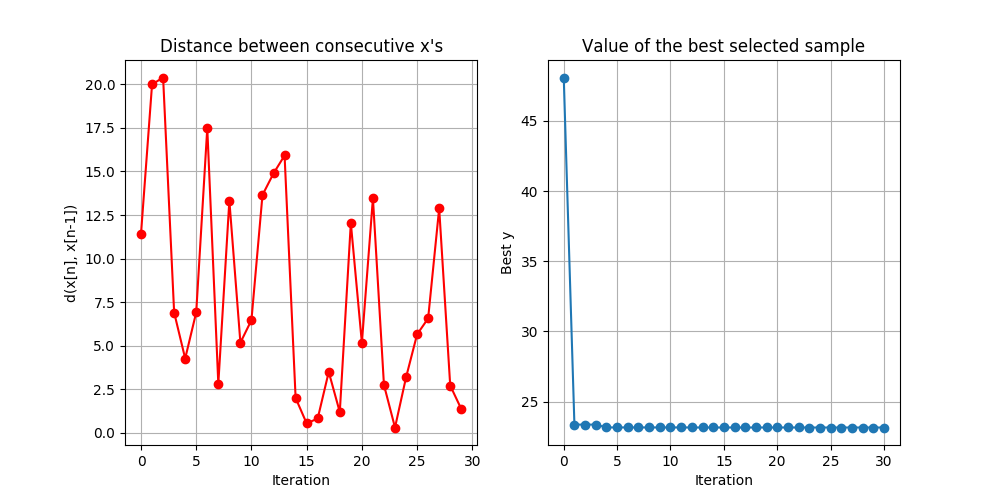 Distance between consecutive x's
20.0
17.5
15.0
12.5
10.0
7.5
5.0
2.5
0.0
d(x[n], x[n-1])
0 5 10 15 20 25 30
Iteration
Value of the best selected sample
45
40
35
30
25
Best y
0 5 10 15 20 25 30
Iteration